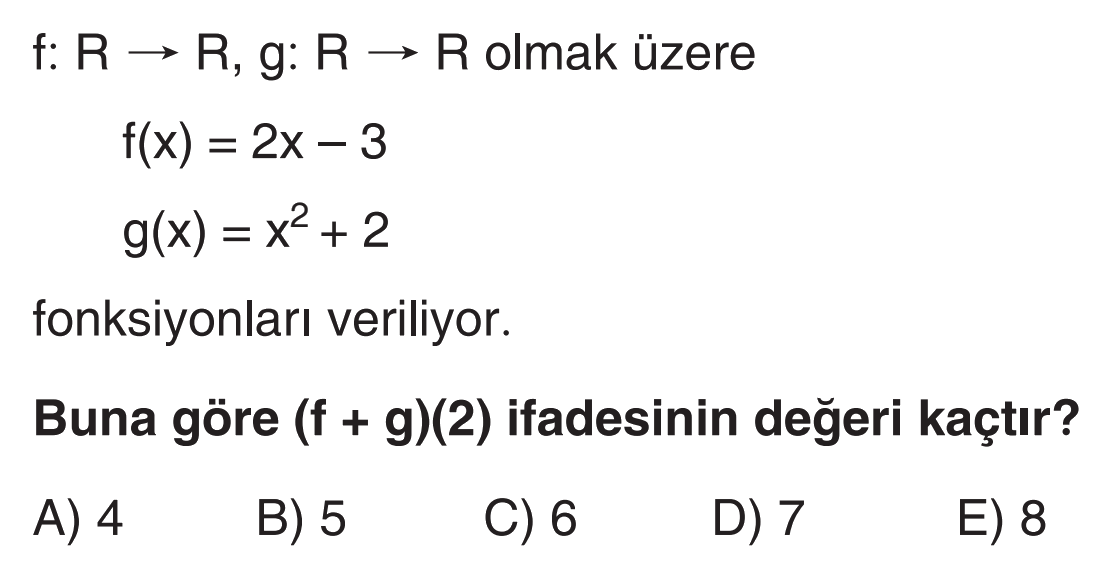 f: R → R, g: R → R olmak üzere
f(x) = 2x – 3
g(x) = x² + 2
fonksiyonları veriliyor.
Buna göre (f + g)(2) ifadesinin değeri kaçtır?
A) 4 B) 5 C) 6 D) 7 E) 8